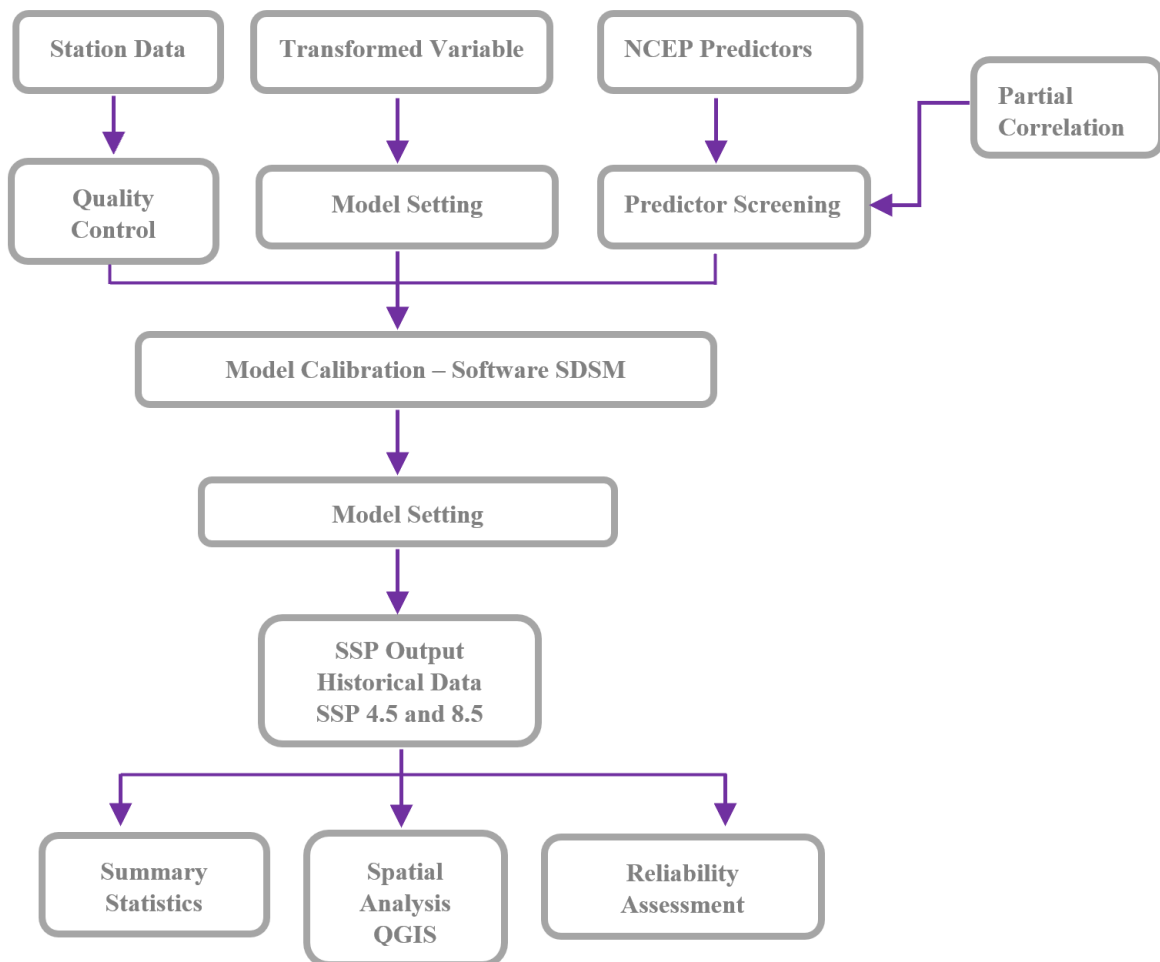 Station Data
Transformed Variable
NCEP Predictors
Partial
Correlation
Quality
Control
Model Setting
Predictor Screening
Model Calibration – Software SDSM
Model Setting
SSP Output
Historical Data
SSP 4.5 and 8.5
Summary
Statistics
Spatial
Analysis
QGIS
Reliability
Assessment